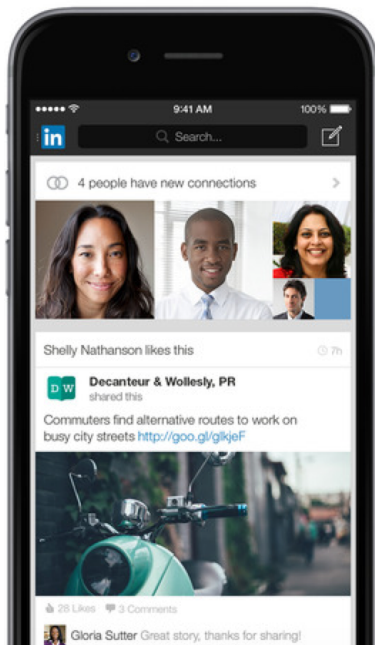 9:41 AM
100%
in
Search...
4 people have new connections
Shelly Nathanson likes this
7h
D W
Decanteur & Wollesly, PR
shared this
Commuters find alternative routes to work on
busy city streets http://goo.gl/glkjeF
28 Likes
3 Comments
Gloria Sutter Great story, thanks for sharing!